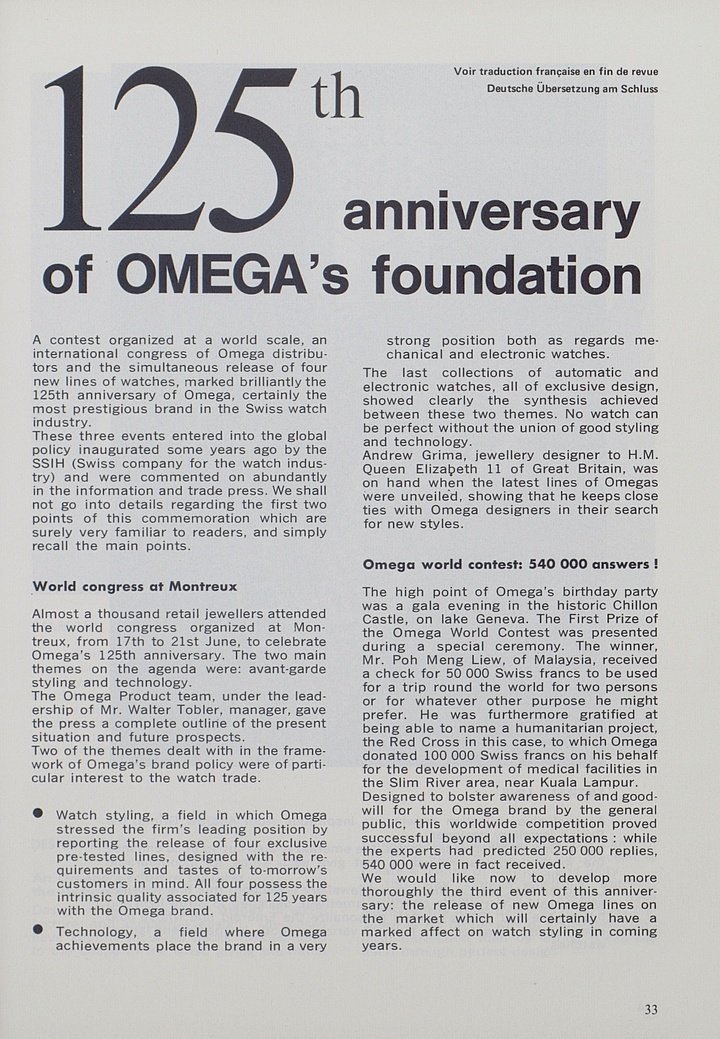 Voir traduction française en fin de revue
Deutsche Übersetzung am Schluss
125th
anniversary
of OMEGA's foundation
A contest organized at a world scale, an
international congress of Omega distribu-
tors and the simultaneous release of four
new lines of watches, marked brilliantly the
125th anniversary of Omega, certainly the
most prestigious brand in the Swiss watch
industry.
These three events entered into the global
policy inaugurated some years ago by the
SSIH (Swiss company for the watch indus-
try) and were commented on abundantly
in the information and trade press. We shall
not go into details regarding the first two
points of this commemoration which are
surely very familiar to readers, and simply
recall the main points.
World congress at Montreux
Almost a thousand retail jewellers attended
the world congress organized at Mon-
treux, from 17th to 21st June, to celebrate
Omega's 125th anniversary. The two main
themes on the agenda were: avant-garde
styling and technology.
The Omega Product team, under the lead-
ership of Mr. Walter Tobler, manager, gave
the press a complete outline of the present
situation and future prospects.
Two of the themes dealt with in the frame-
work of Omega's brand policy were of parti-
cular interest to the watch trade.
● Watch styling, a field in which Omega
stressed the firm's leading position by
reporting the release of four exclusive
pre-tested lines, designed with the re-
quirements and tastes of to-morrow's
customers in mind. All four possess the
intrinsic quality associated for 125 years
with the Omega brand.
● Technology, a field where Omega
achievements place the brand in a very
strong position both as regards me-
chanical and electronic watches.
The last collections of automatic and
electronic watches, all of exclusive design,
showed clearly the synthesis achieved
between these two themes. No watch can
be perfect without the union of good styling
and technology.
Andrew Grima, jewellery designer to H.M.
Queen Elizabeth 11 of Great Britain, was
on hand when the latest lines of Omegas
were unveiled, showing that he keeps close
ties with Omega designers in their search
for new styles.
Omega world contest: 540 000 answers !
The high point of Omega's birthday party
was a gala evening in the historic Chillon
Castle, on lake Geneva. The First Prize of
the Omega World Contest was presented
during a special ceremony. The winner,
Mr. Poh Meng Liew, of Malaysia, received
a check for 50 000 Swiss francs to be used
for a trip round the world for two persons
or for whatever other purpose he might
prefer. He was furthermore gratified at
being able to name a humanitarian project,
the Red Cross in this case, to which Omega
donated 100 000 Swiss francs on his behalf
for the development of medical facilities in
the Slim River area, near Kuala Lampur.
Designed to bolster awareness of and good-
will for the Omega brand by the general
public, this worldwide competition proved
successful beyond all expectations : while
the experts had predicted 250 000 replies,
540 000 were in fact received.
We would like now to develop more
thoroughly the third event of this anniver-
sary: the release of new Omega lines on
the market which will certainly have a
marked affect on watch styling in coming
years.
33